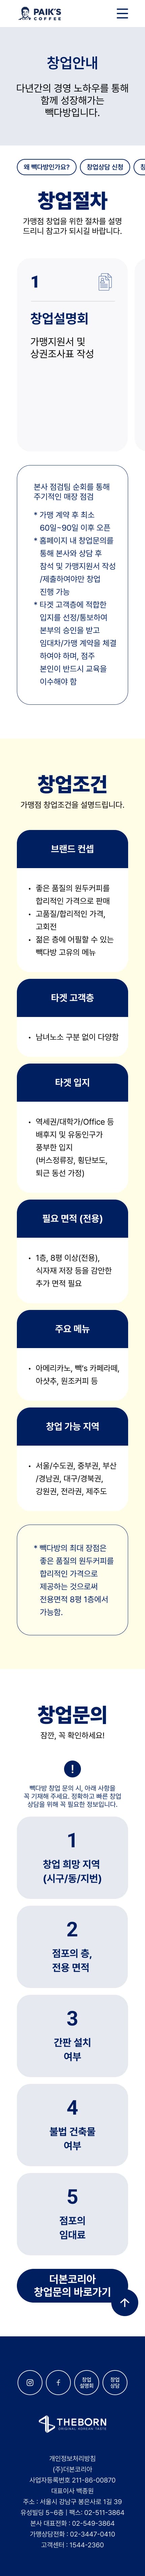 PAIK'S
COFFEE
창업안내
다년간의 경영 노하우를 통해
함께 성장해가는
빽다방입니다.
왜 빽다방인가요?
창업상담 신청
창업절차
가맹점 창업을 위한 절차를 설명
드리니 참고가 되시길 바랍니다.
1
창업설명회
가맹지원서 및
상권조사표 작성
본사 점검팀 순회를 통해
주기적인 매장 점검
* 가맹 계약 후 최소
60일~90일 이후 오픈
* 홈페이지 내 창업문의를
통해 본사와 상담 후
참석 및 가맹지원서 작성
/제출하여야만 창업
진행 가능
* 타겟 고객층에 적합한
입지를 선정/통보하여
본부의 승인을 받고
임대차/가맹 계약을 체결
하여야 하며, 점주
본인이 반드시 교육을
이수해야 함
창업조건
가맹점 창업조건을 설명드립니다.
브랜드 컨셉
• 좋은 품질의 원두커피를
합리적인 가격으로 판매
• 고품질/합리적인 가격,
고회전
• 젊은 층에 어필할 수 있는
빽다방 고유의 메뉴
타겟 고객층
• 남녀노소 구분 없이 다양함
타겟 입지
• 역세권/대학가/Office 등
배후지 및 유동인구가
풍부한 입지
(버스정류장, 횡단보도,
퇴근 동선 가정)
필요 면적 (전용)
• 1층, 8평 이상(전용),
식자재 저장 등을 감안한
추가 면적 필요
주요 메뉴
• 아메리카노, 빽's 카페라떼,
아샷추, 원조커피 등
창업 가능 지역
• 서울/수도권, 중부권, 부산
/경남권, 대구/경북권,
강원권, 전라권, 제주도
* 빽다방의 최대 장점은
좋은 품질의 원두커피를
합리적인 가격으로
제공하는 것으로써
전용면적 8평 1층에서
가능함.
창업문의
잠깐, 꼭 확인하세요!
!
빽다방 창업 문의 시, 아래 사항을
꼭 기재해 주세요. 정확하고 빠른 창업
상담을 위해 꼭 필요한 정보입니다.
1
창업 희망 지역
(시구/동/지번)
2
점포의 층,
전용 면적
3
간판 설치
여부
4
불법 건축물
여부
5
점포의
임대료
더본코리아
창업문의 바로가기
창업
설명회
창업
상담
THEBORN
ORIGINAL KOREAN TASTE
개인정보처리방침
(주)더본코리아
사업자등록번호 211-86-00870
대표이사 백종원
주소 : 서울시 강남구 봉은사로 1길 39
유성빌딩 5~6층 | 팩스: 02-511-3864
본사 대표전화 : 02-549-3864
가맹상담전화 : 02-3447-0410
고객센터 : 1544-2360